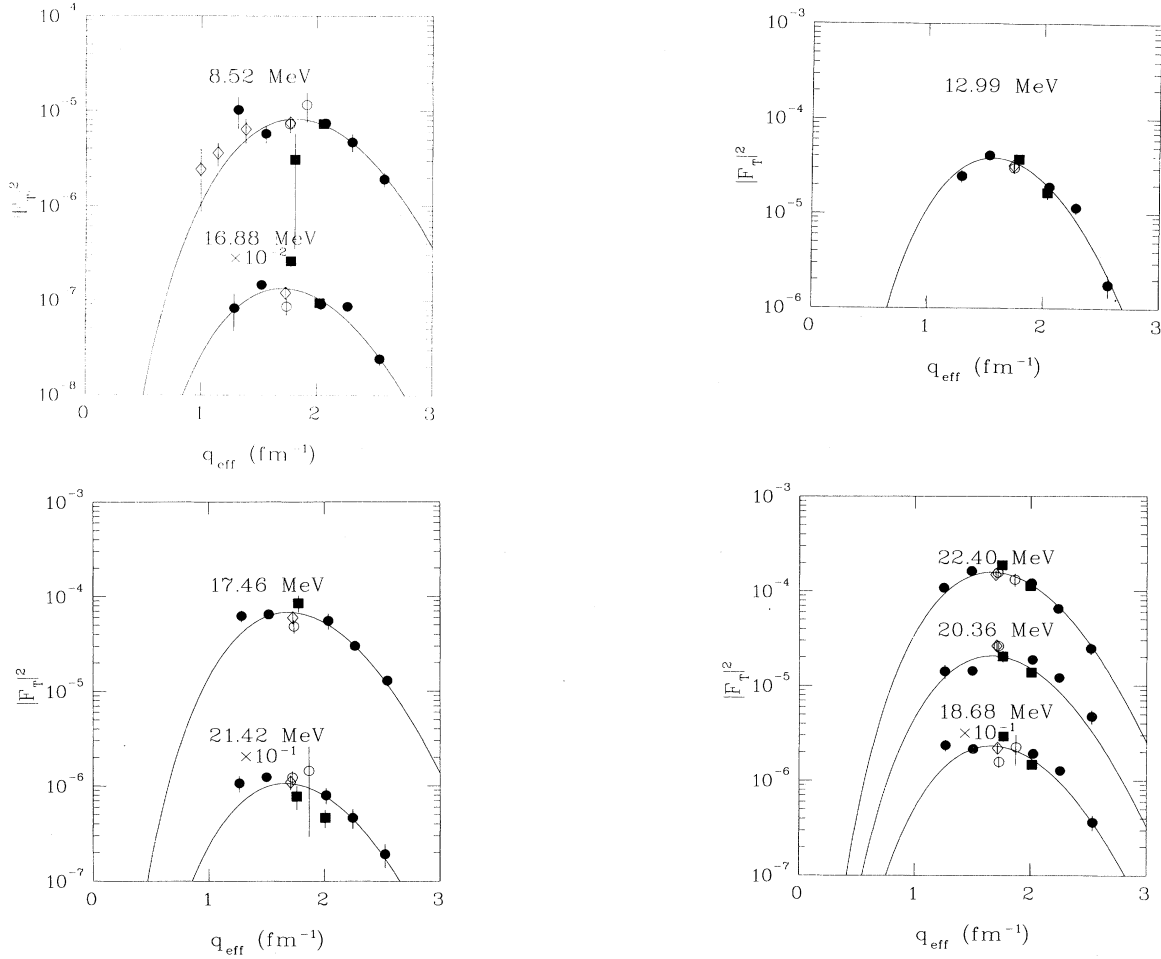 10⁻⁴
10⁻⁵
10⁻⁶
10⁻⁷
10⁻⁸
8.52 MeV
16.88 MeV
×10⁻²
0 1 2 3
q_eff (fm⁻¹)
10⁻³
10⁻⁴
10⁻⁵
10⁻⁶
|F_T|²
12.99 MeV
0 1 2 3
q_eff (fm⁻¹)
10⁻³
10⁻⁴
10⁻⁵
10⁻⁶
10⁻⁷
|F_T|²
17.46 MeV
21.42 MeV
×10⁻¹
0 1 2 3
q_eff (fm⁻¹)
10⁻³
10⁻⁴
10⁻⁵
10⁻⁶
10⁻⁷
|F_T|²
22.40 MeV
20.36 MeV
18.68 MeV
×10⁻¹
0 1 2 3
q_eff (fm⁻¹)